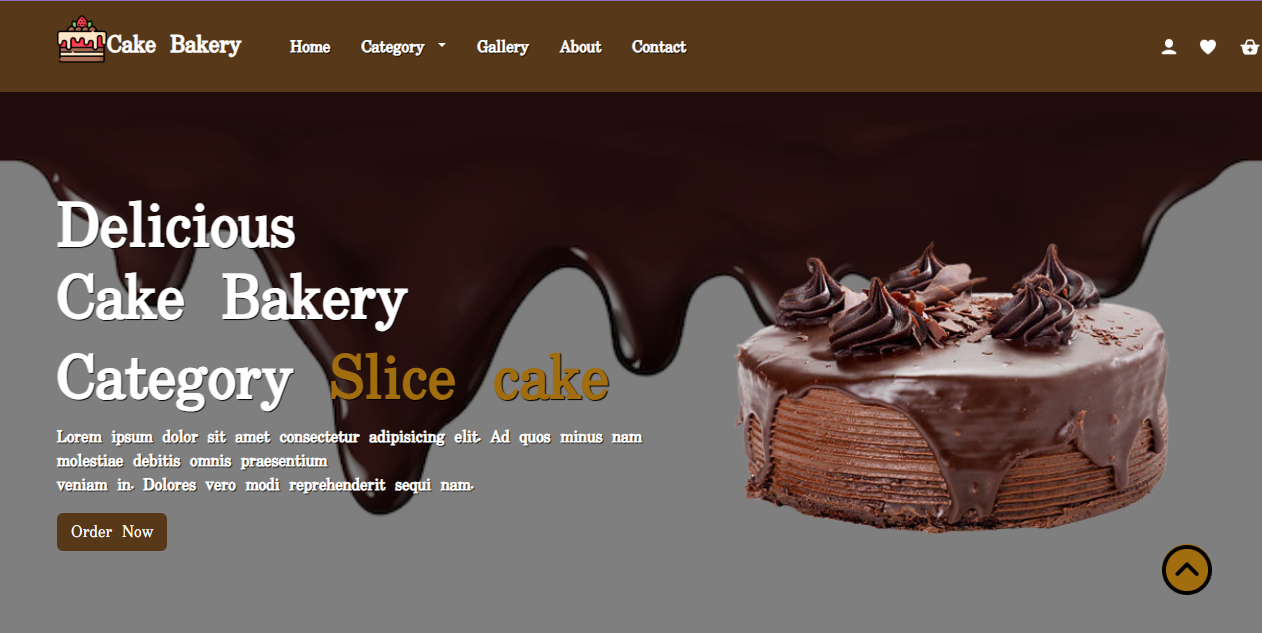 Cake Bakery
Home
Category
Gallery
About
Contact
Delicious
Cake Bakery
Category Slice cake
Lorem ipsum dolor sit amet consectetur adipisicing elit. Ad quos minus nam
molestiae debitis omnis praesentium
veniam in. Dolores vero modi reprehenderit sequi nam.
Order Now